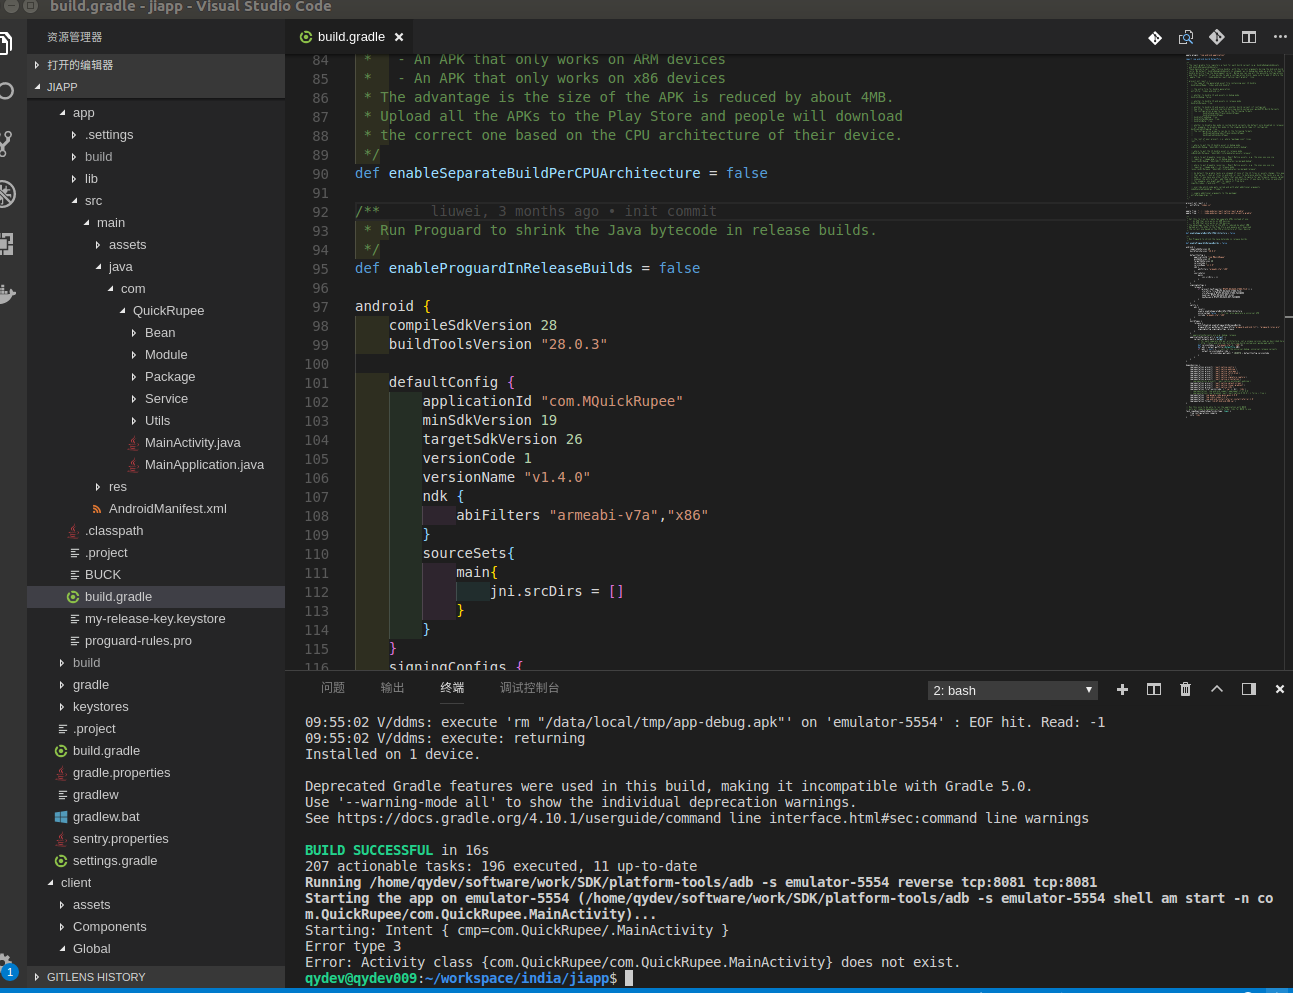 build.gradle - jiapp - Visual Studio Code
资源管理器
打开的编辑器
JIAPP
app
.settings
build
lib
src
main
assets
java
com
QuickRupee
Bean
Module
Package
Service
Utils
MainActivity.java
MainApplication.java
res
AndroidManifest.xml
.classpath
.project
BUCK
build.gradle
my-release-key.keystore
proguard-rules.pro
build
gradle
keystores
.project
build.gradle
gradle.properties
gradlew
gradlew.bat
sentry.properties
settings.gradle
client
assets
Components
Global
GITLENS HISTORY
1
build.gradle
84 *   - An APK that only works on ARM devices
85 *   - An APK that only works on x86 devices
86 * The advantage is the size of the APK is reduced by about 4MB.
87 * Upload all the APKs to the Play Store and people will download
88 * the correct one based on the CPU architecture of their device.
89 */
90 def enableSeparateBuildPerCPUArchitecture = false
91
92 /** liuwei, 3 months ago • init commit
93 * Run Proguard to shrink the Java bytecode in release builds.
94 */
95 def enableProguardInReleaseBuilds = false
96
97 android {
98 compileSdkVersion 28
99 buildToolsVersion "28.0.3"
100
101 defaultConfig {
102 applicationId "com.MQuickRupee"
103 minSdkVersion 19
104 targetSdkVersion 26
105 versionCode 1
106 versionName "v1.4.0"
107 ndk {
108 abiFilters "armeabi-v7a","x86"
109 }
110 sourceSets{
111 main{
112 jni.srcDirs = []
113 }
114 }
115 }
116 signingConfigs {
问题 输出 终端 调试控制台
2: bash
09:55:02 V/ddms: execute 'rm "/data/local/tmp/app-debug.apk"' on 'emulator-5554' : EOF hit. Read: -1
09:55:02 V/ddms: execute: returning
Installed on 1 device.
Deprecated Gradle features were used in this build, making it incompatible with Gradle 5.0.
Use '--warning-mode all' to show the individual deprecation warnings.
See https://docs.gradle.org/4.10.1/userguide/command line interface.html#sec:command line warnings
BUILD SUCCESSFUL in 16s
207 actionable tasks: 196 executed, 11 up-to-date
Running /home/qydev/software/work/SDK/platform-tools/adb -s emulator-5554 reverse tcp:8081 tcp:8081
Starting the app on emulator-5554 (/home/qydev/software/work/SDK/platform-tools/adb -s emulator-5554 shell am start -n co
m.QuickRupee/com.QuickRupee.MainActivity)...
Starting: Intent { cmp=com.QuickRupee/.MainActivity }
Error type 3
Error: Activity class {com.QuickRupee/com.QuickRupee.MainActivity} does not exist.
qydev@qydev009:~/workspace/india/jiapp$